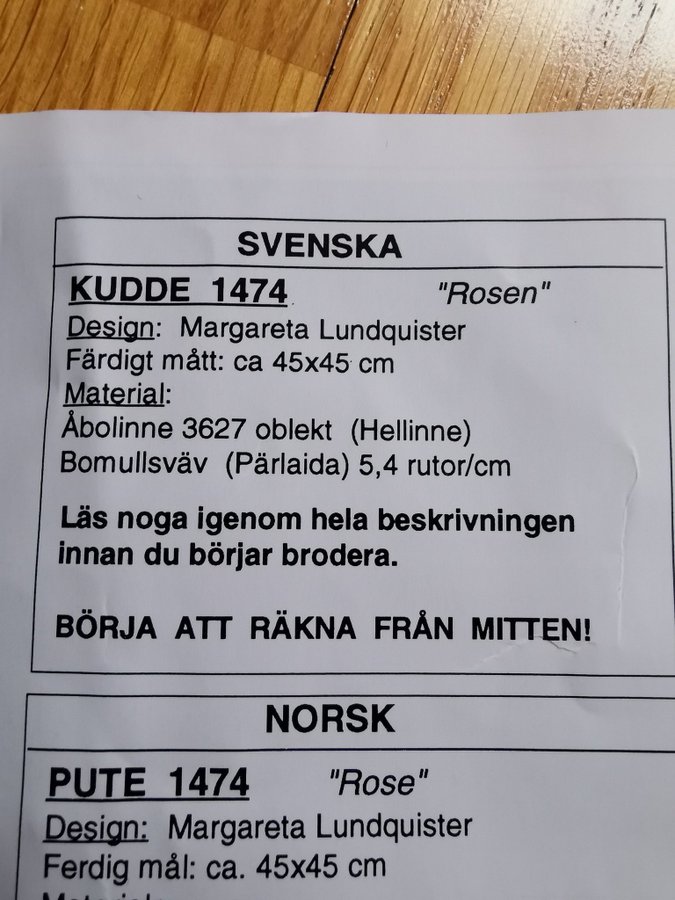 SVENSKA
KUDDE 1474 "Rosen"
Design: Margareta Lundquister
Färdigt mått: ca 45x45 cm
Material:
Åbolinne 3627 oblekt (Hellinne)
Bomullsväv (Pärlaida) 5,4 rutor/cm
Läs noga igenom hela beskrivningen
innan du börjar brodera.
BÖRJA ATT RÄKNA FRÅN MITTEN!
NORSK
PUTE 1474 "Rose"
Design: Margareta Lundquister
Ferdig mål: ca. 45x45 cm